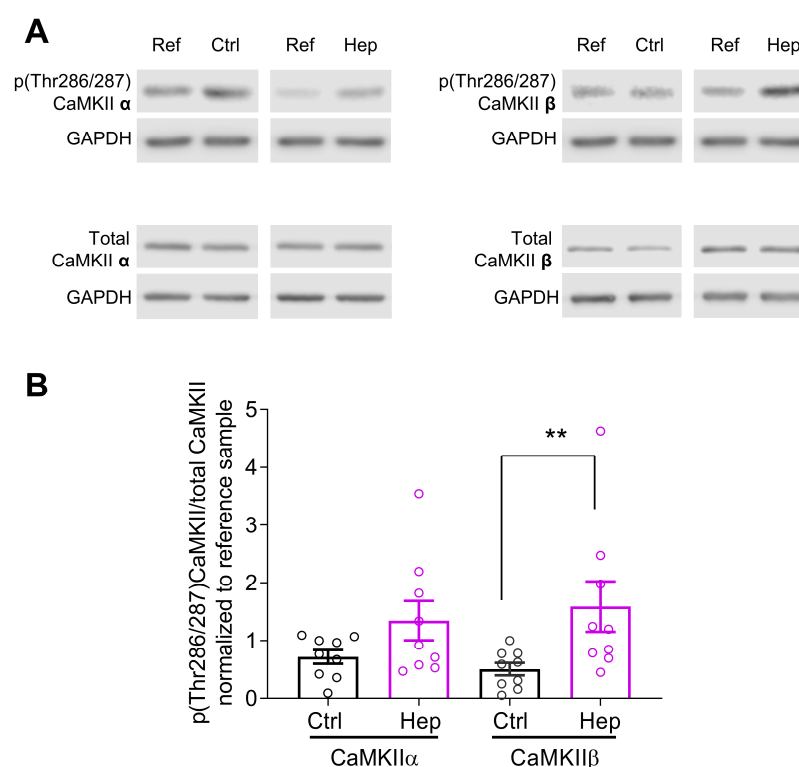 A
Ref Ctrl Ref Hep
p(Thr286/287)
CaMKII α
GAPDH
Total
CaMKII α
GAPDH
Ref Ctrl Ref Hep
p(Thr286/287)
CaMKII β
GAPDH
Total
CaMKII β
GAPDH
B
p(Thr286/287)CaMKII/total CaMKII
normalized to reference sample
5
4
3
2
1
0
**
Ctrl Hep Ctrl Hep
CaMKIIα CaMKIIβ